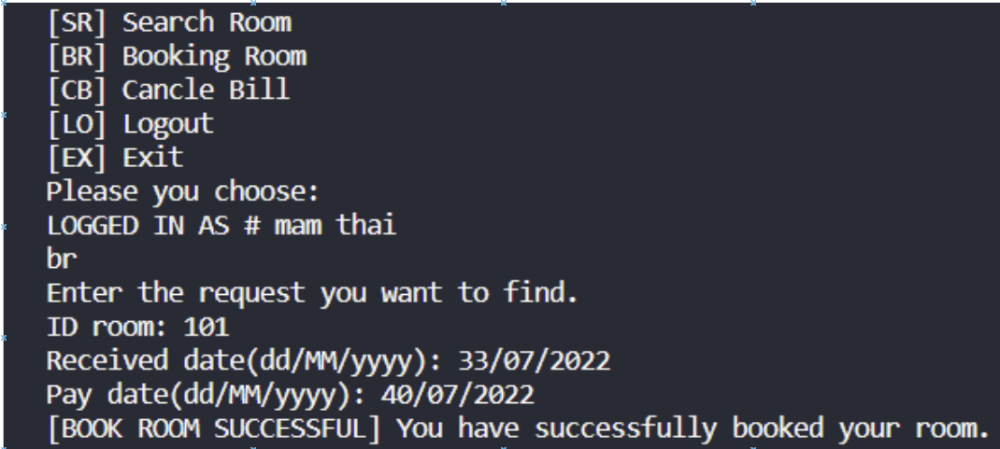 [SR] Search Room
[BR] Booking Room
[CB] Cancle Bill
[LO] Logout
[EX] Exit
Please you choose:
LOGGED IN AS # mam thai
br
Enter the request you want to find.
ID room: 101
Received date(dd/MM/yyyy): 33/07/2022
Pay date(dd/MM/yyyy): 40/07/2022
[BOOK ROOM SUCCESSFUL] You have successfully booked your room.